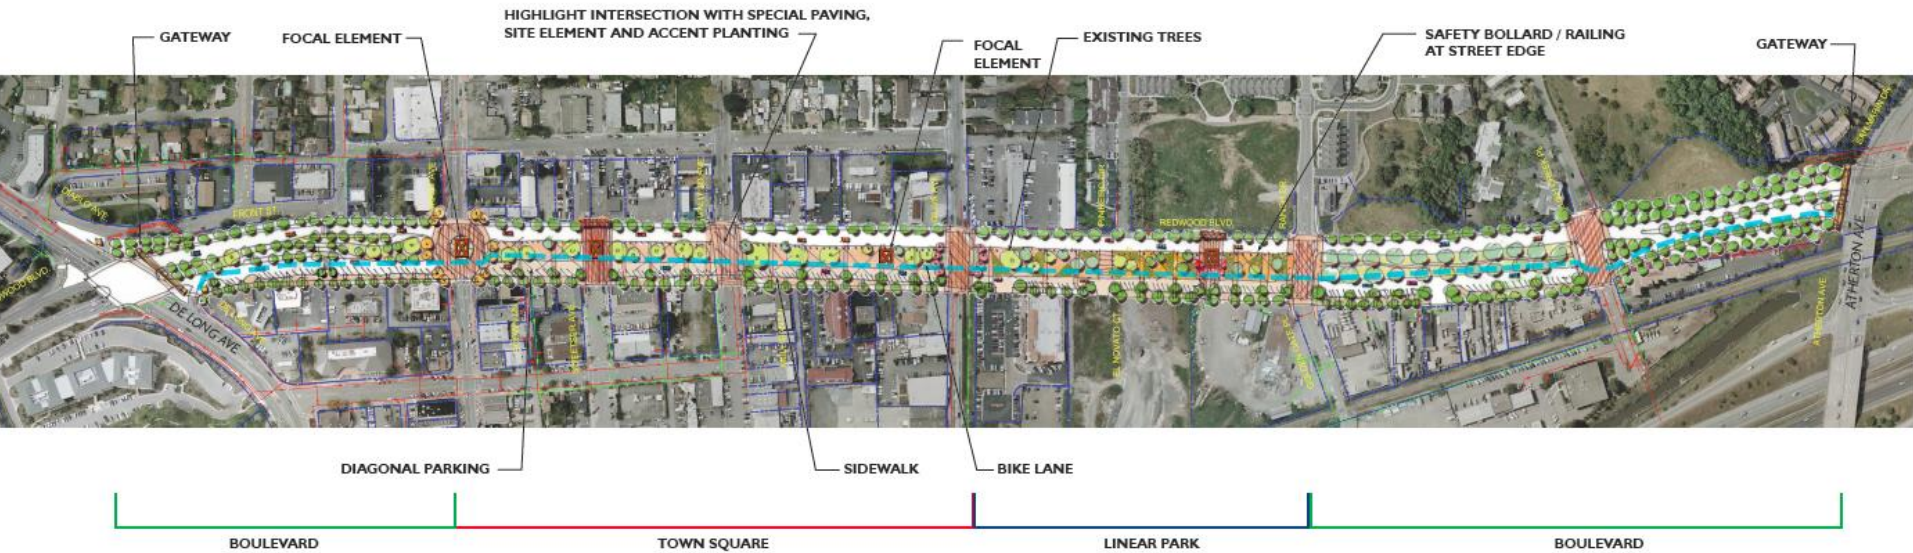 HIGHLIGHT INTERSECTION WITH SPECIAL PAVING,
SITE ELEMENT AND ACCENT PLANTING
GATEWAY
FOCAL ELEMENT
FOCAL
ELEMENT
EXISTING TREES
SAFETY BOLLARD / RAILING
AT STREET EDGE
GATEWAY
FRONT ST
REDWOOD BLVD
DE LONG AVE
ATHERTON AVE
DIAGONAL PARKING
SIDEWALK
BIKE LANE
BOULEVARD
TOWN SQUARE
LINEAR PARK
BOULEVARD